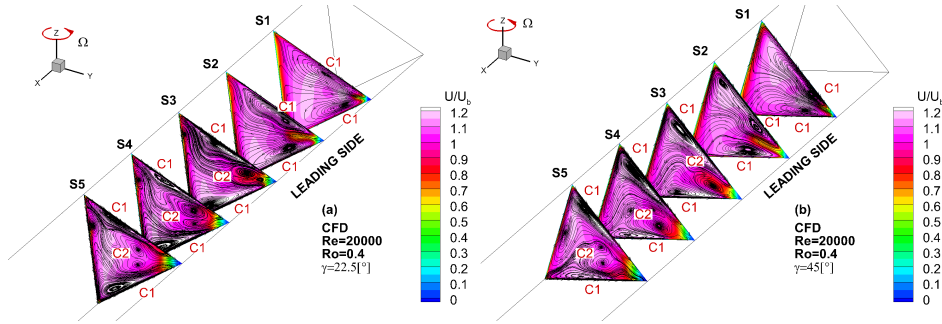 Z
Ω
X
Y
S1
S2
S3
S4
S5
C1
C1
C1
C1
C1
C1
C1
C1
C1
C1
C2
C2
C2
LEADING SIDE
(a)
CFD
Re=20000
Ro=0.4
γ=22.5[°]
U/Ub
1.2
1.1
1
0.9
0.8
0.7
0.6
0.5
0.4
0.3
0.2
0.1
0
Z
Ω
X
Y
S1
S2
S3
S4
S5
C1
C1
C1
C1
C1
C1
C1
C1
C1
C2
C2
C2
LEADING SIDE
(b)
CFD
Re=20000
Ro=0.4
γ=45[°]
U/Ub
1.2
1.1
1
0.9
0.8
0.7
0.6
0.5
0.4
0.3
0.2
0.1
0